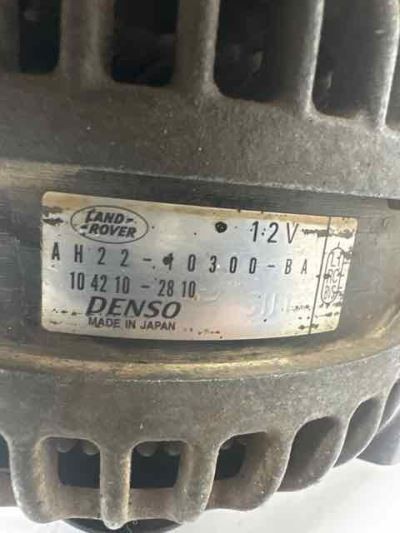 LAND-
-ROVER
12V
AH22-10300-BA
104210-2810
DENSO
MADE IN JAPAN